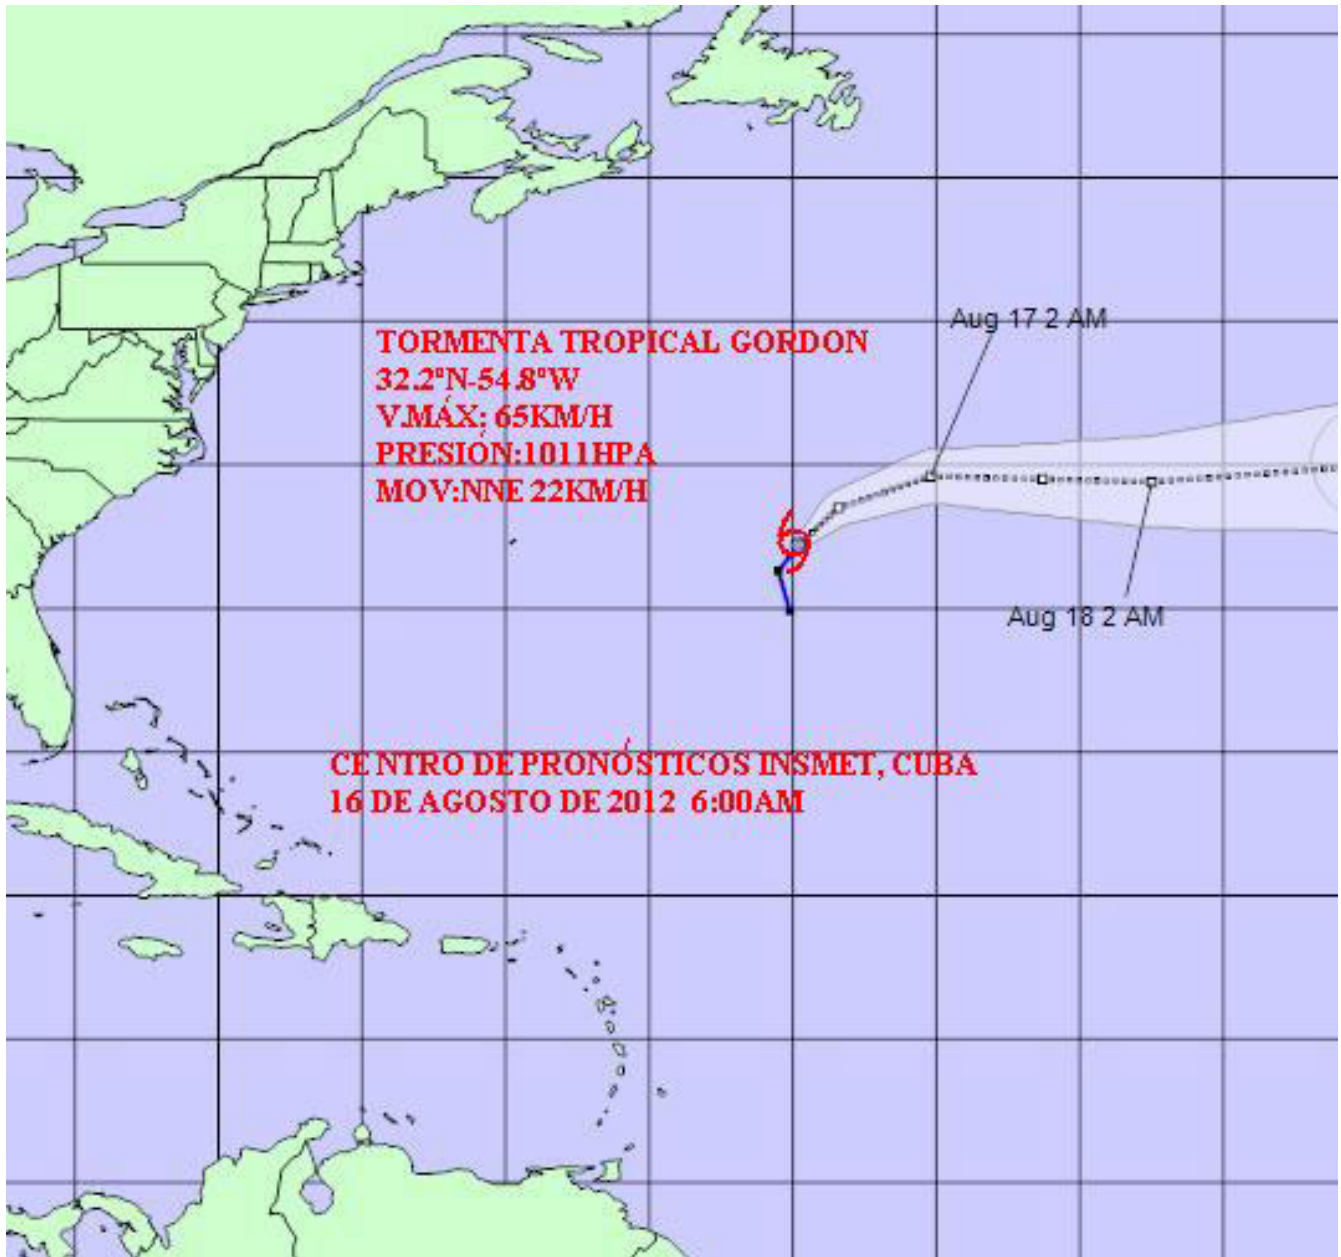 Aug 17 2 AM
TORMENTA TROPICAL GORDON
32.2ºN-54.8ºW
V.MÁX; 65KM/H
PRESIÓN:1011HPA
MOV:NNE 22KM/H
Aug 18 2 AM
CENTRO DE PRONÓSTICOS INSMET, CUBA
16 DE AGOSTO DE 2012 6:00AM